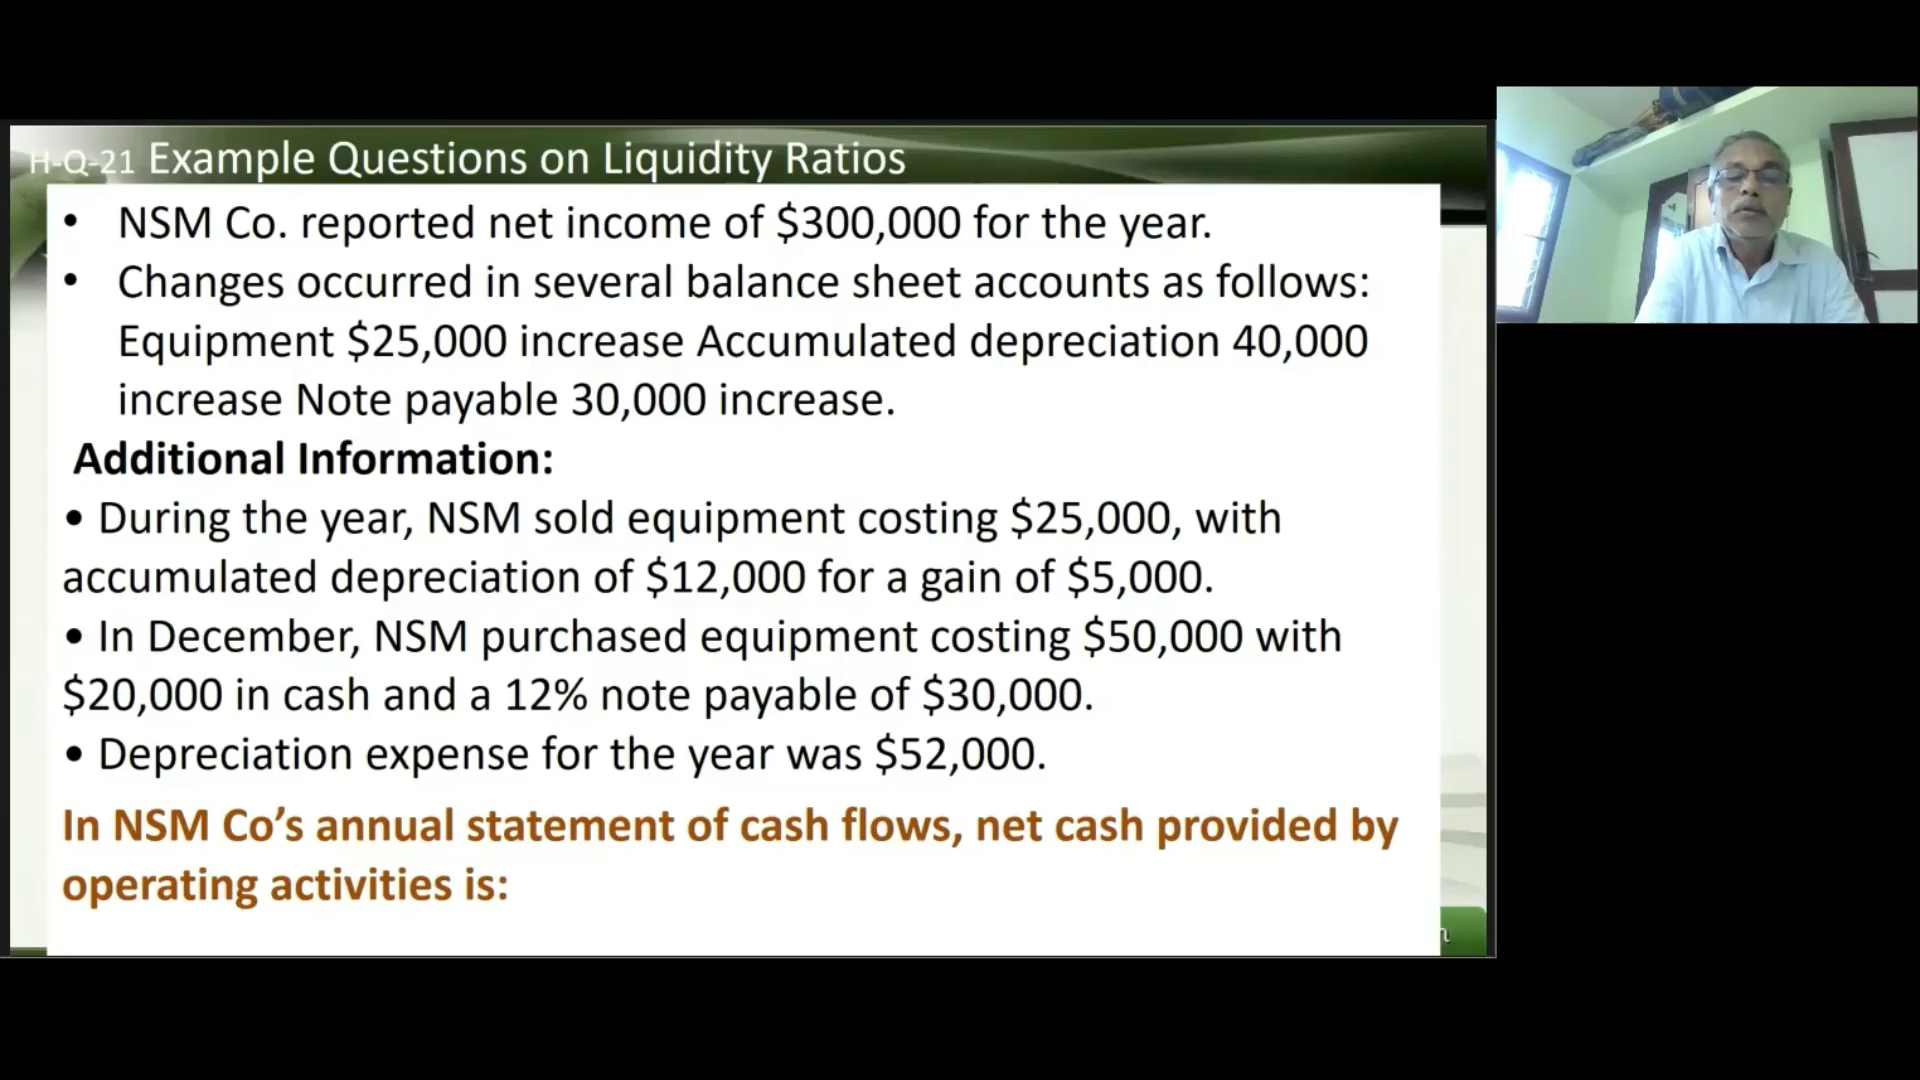 H-Q-21 Example Questions on Liquidity Ratios
• NSM Co. reported net income of $300,000 for the year.
• Changes occurred in several balance sheet accounts as follows:
Equipment $25,000 increase Accumulated depreciation 40,000
increase Note payable 30,000 increase.
Additional Information:
• During the year, NSM sold equipment costing $25,000, with
accumulated depreciation of $12,000 for a gain of $5,000.
• In December, NSM purchased equipment costing $50,000 with
$20,000 in cash and a 12% note payable of $30,000.
• Depreciation expense for the year was $52,000.
In NSM Co’s annual statement of cash flows, net cash provided by
operating activities is: